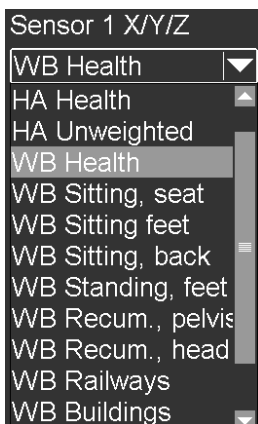 Sensor 1 X/Y/Z
WB Health
HA Health
HA Unweighted
WB Health
WB Sitting, seat
WB Sitting feet
WB Sitting, back
WB Standing, feet
WB Recum., pelvis
WB Recum., head
WB Railways
WB Buildings